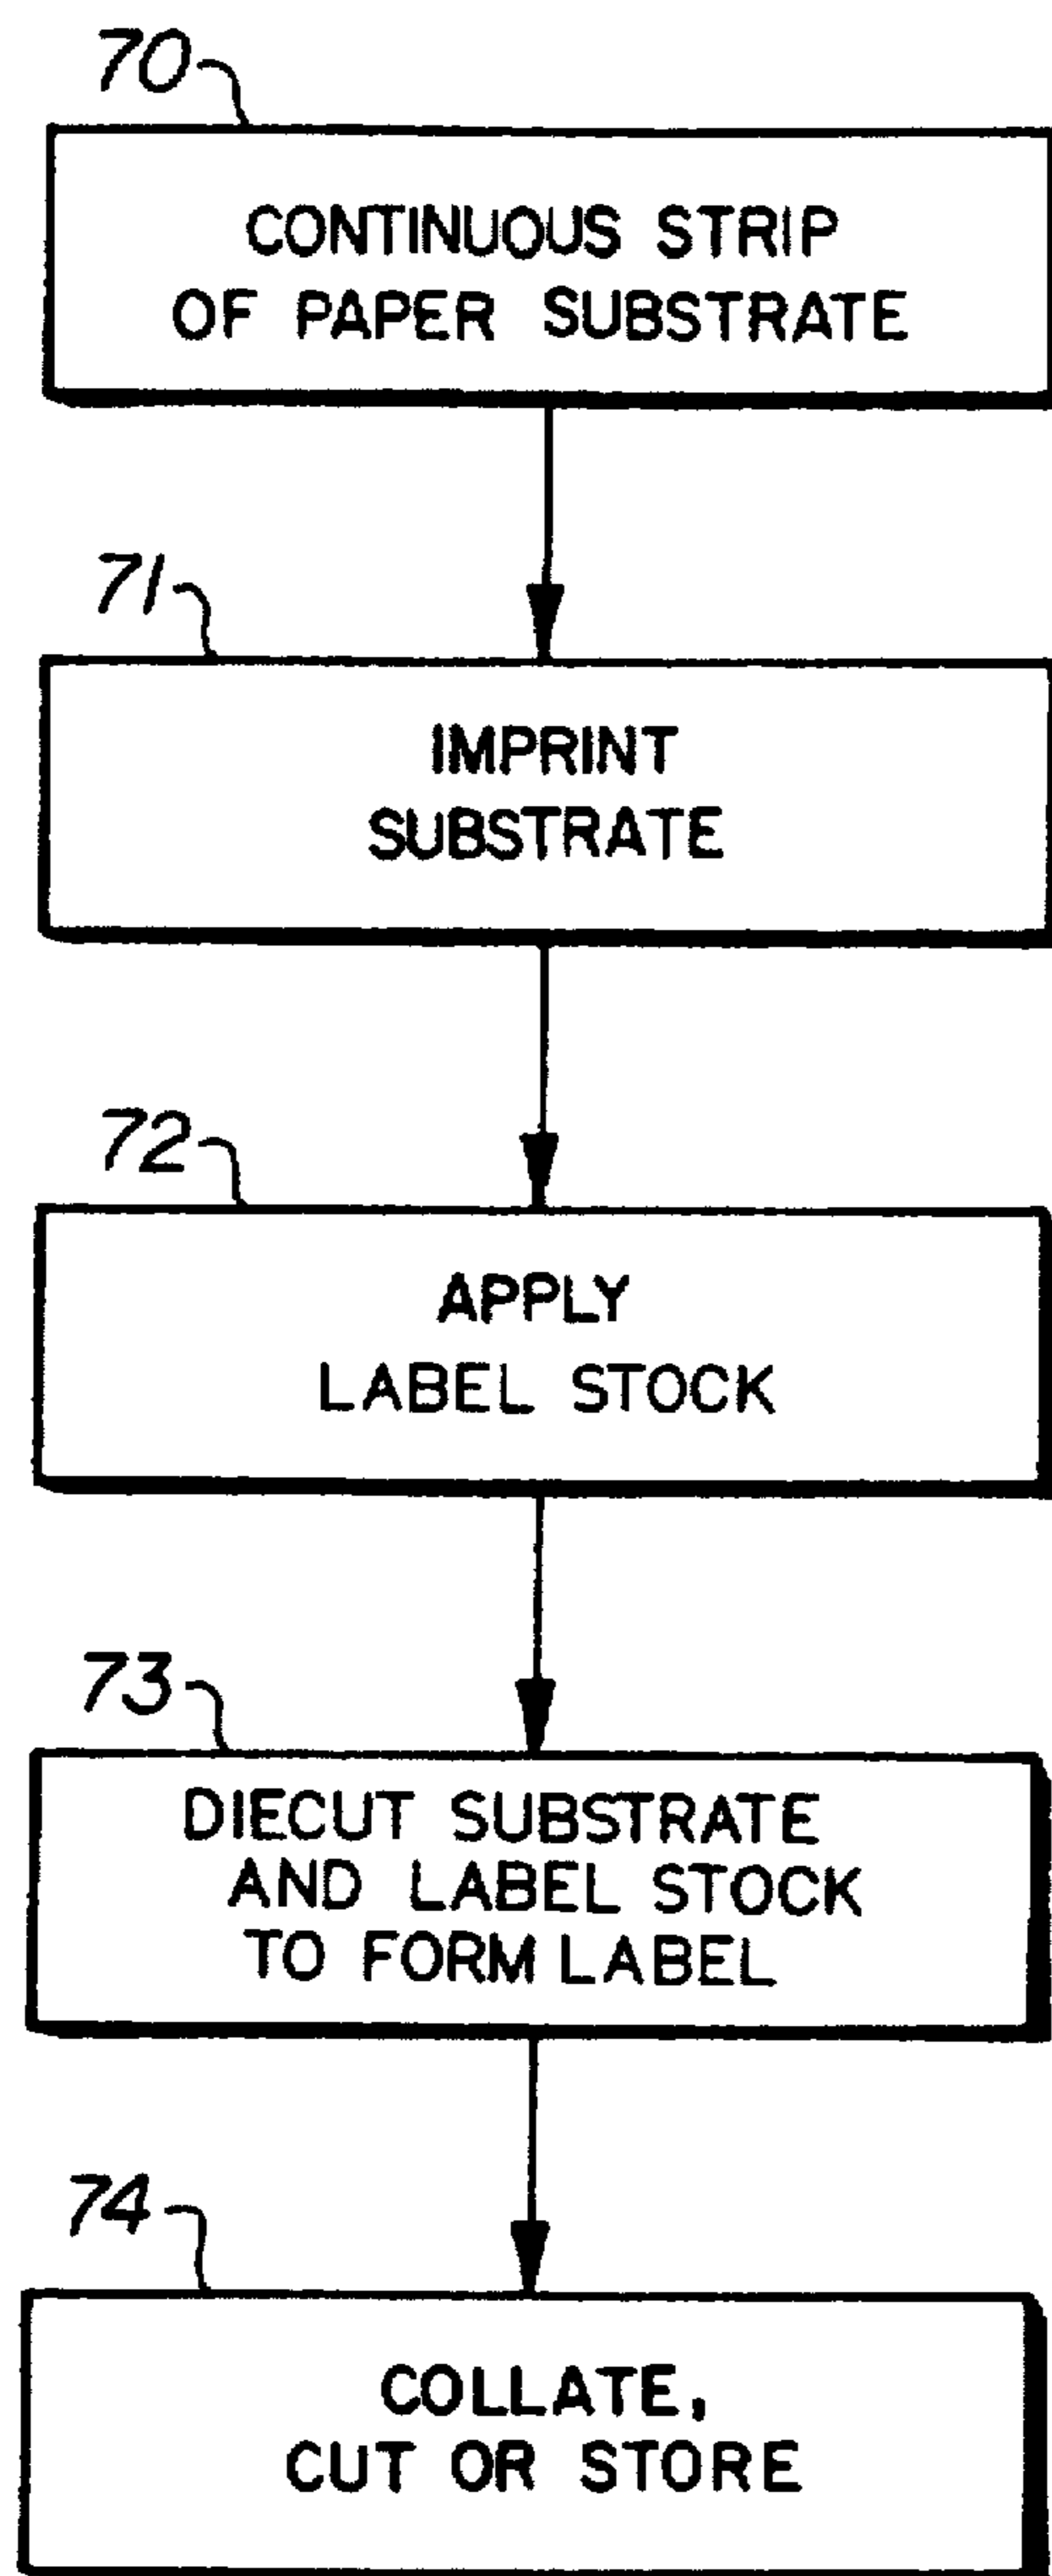 70
CONTINUOUS STRIP
OF PAPER SUBSTRATE
71
IMPRINT
SUBSTRATE
72
APPLY
LABEL STOCK
73
DIECUT SUBSTRATE
AND LABEL STOCK
TO FORM LABEL
74
COLLATE,
CUT OR STORE